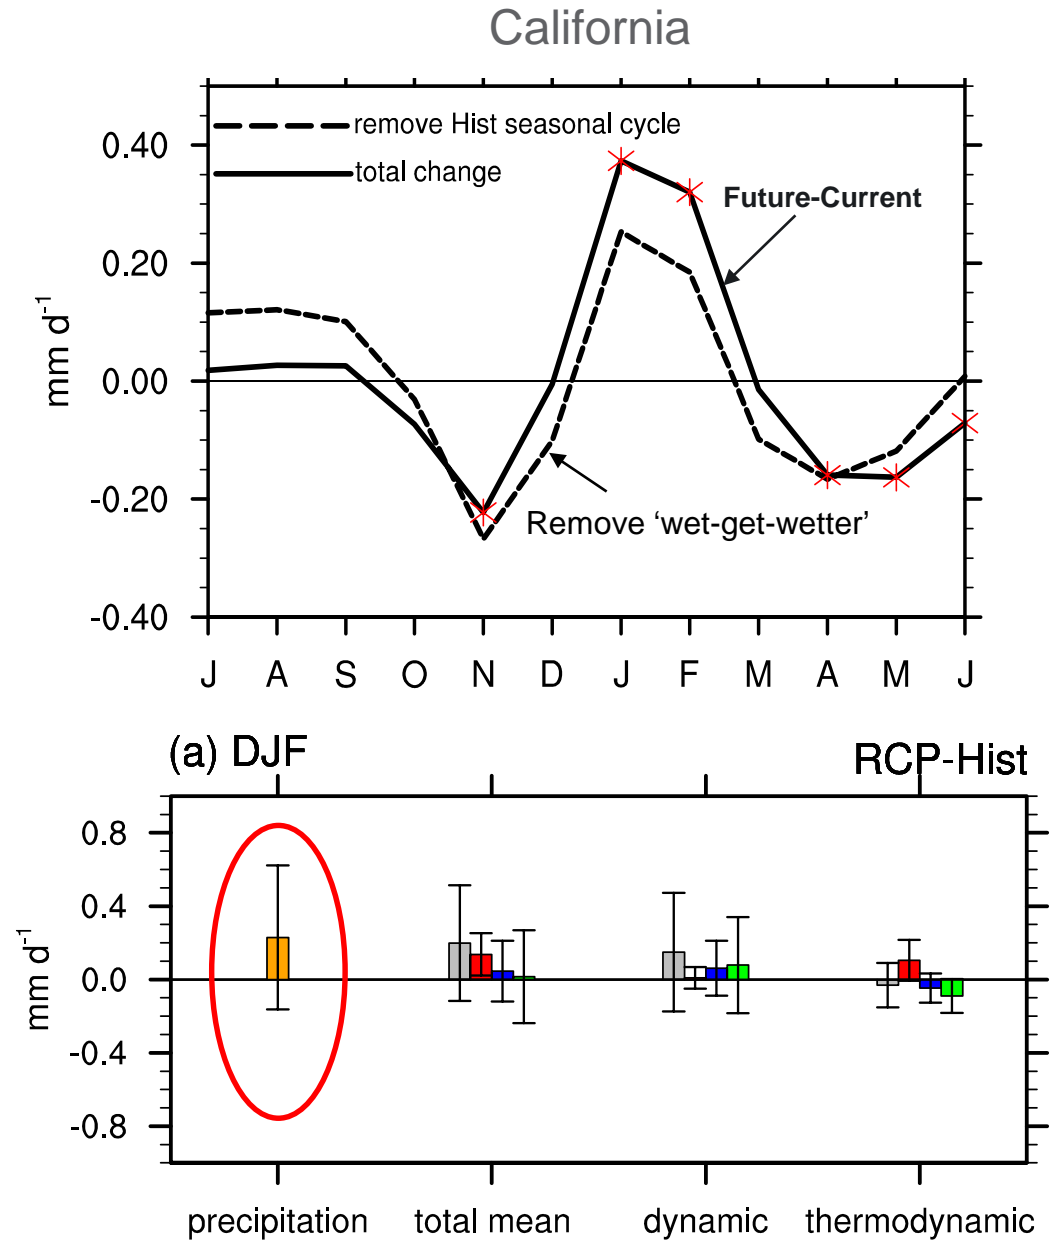 California
remove Hist seasonal cycle
total change
Future-Current
Remove ‘wet-get-wetter’
mm d-1
0.40
0.20
0.00
-0.20
-0.40
J A S O N D J F M A M J
(a) DJF RCP-Hist
mm d-1
0.8
0.4
0.0
-0.4
-0.8
precipitation total mean dynamic thermodynamic